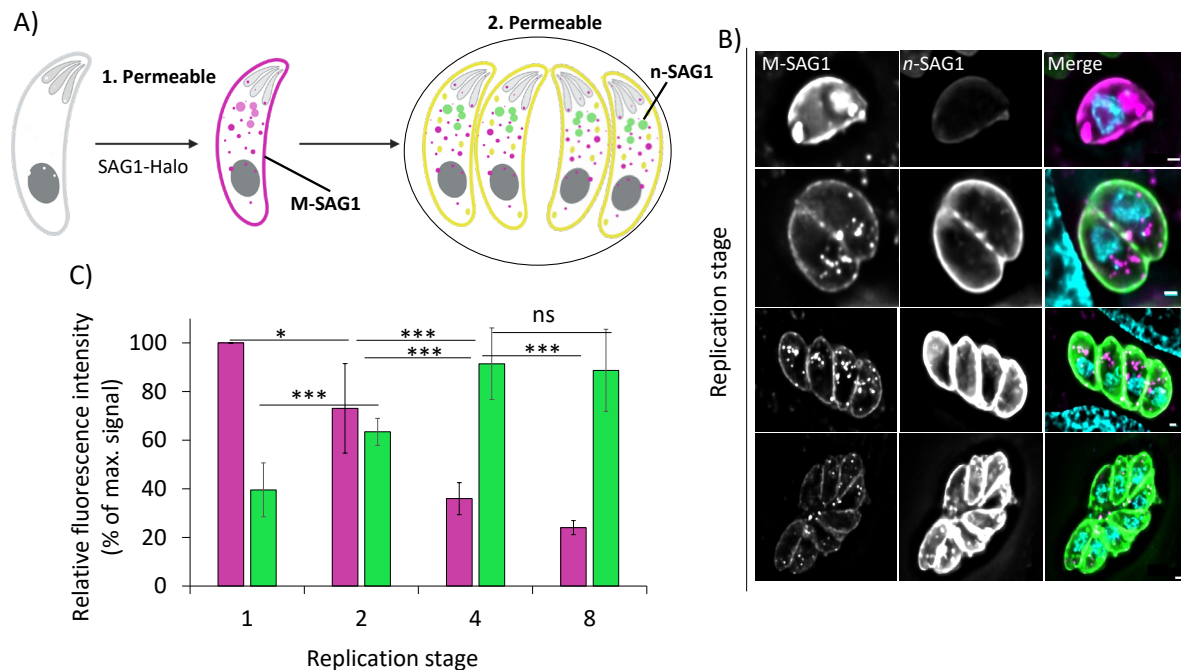 A)
1. Permeable
SAG1-Halo
M-SAG1
2. Permeable
n-SAG1
B)
M-SAG1 n-SAG1 Merge
Replication stage
C)
Relative fluorescence intensity
(% of max. signal)
100
80
60
40
20
0
* *** ns
*** ***
***
1 2 4 8
Replication stage